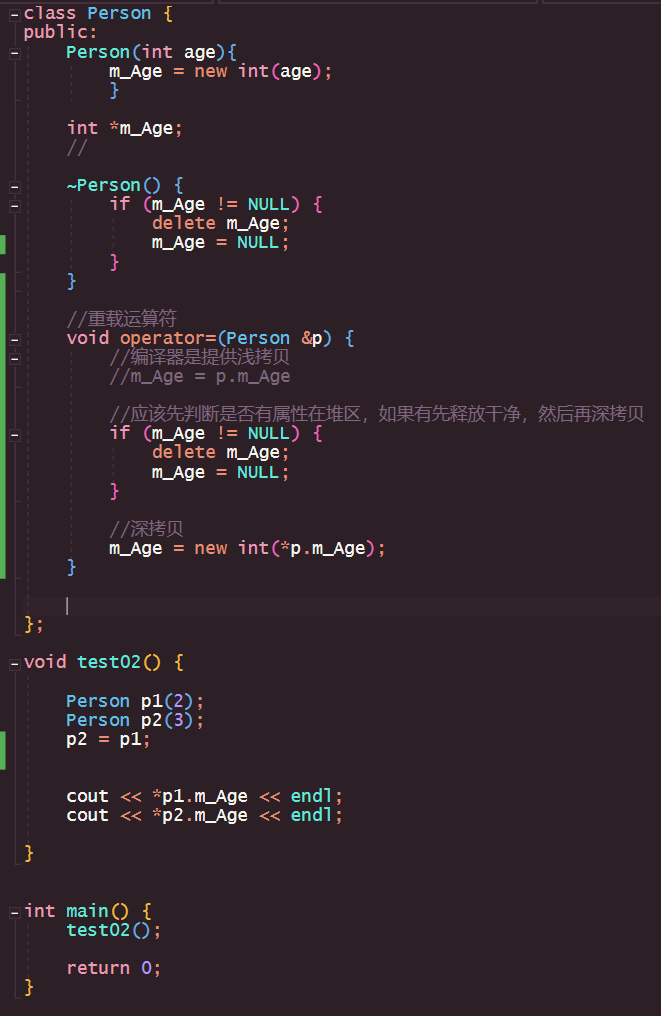 class Person {
public:
    Person(int age){
        m_Age = new int(age);
        }

    int *m_Age;
    //

    ~Person() {
        if (m_Age != NULL) {
            delete m_Age;
            m_Age = NULL;
        }
    }

    //重载运算符
    void operator=(Person &p) {
        //编译器是提供浅拷贝
        //m_Age = p.m_Age

        //应该先判断是否有属性在堆区，如果有先释放干净，然后再深拷贝
        if (m_Age != NULL) {
            delete m_Age;
            m_Age = NULL;
        }

        //深拷贝
        m_Age = new int(*p.m_Age);
    }

};

void test02() {

    Person p1(2);
    Person p2(3);
    p2 = p1;

    cout << *p1.m_Age << endl;
    cout << *p2.m_Age << endl;

}

int main() {
    test02();

    return 0;
}